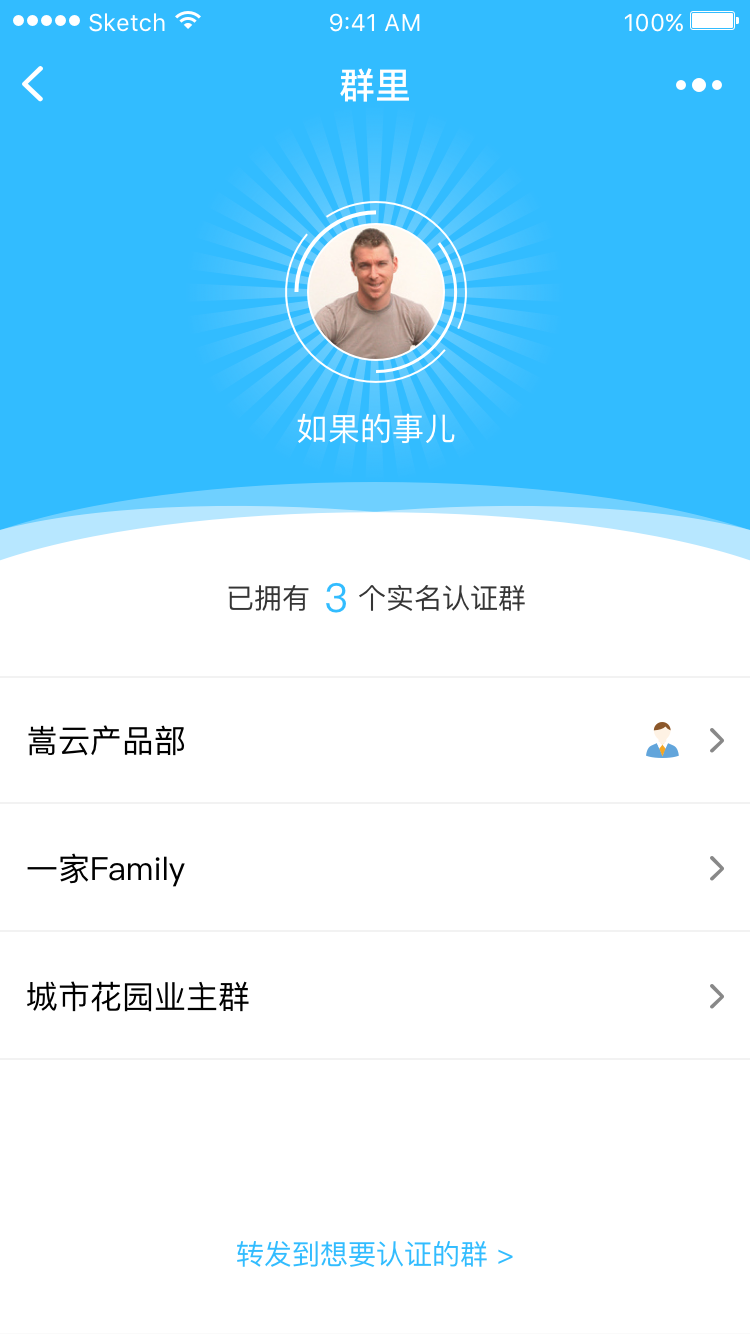 Sketch 9:41 AM 100%
群里
如果的事儿
已拥有 3 个实名认证群
嵩云产品部
一家Family
城市花园业主群
转发到想要认证的群 >